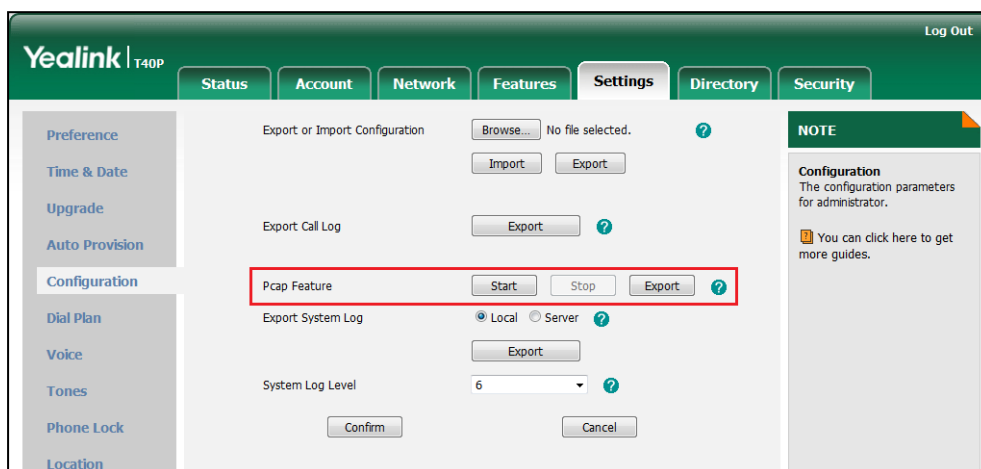 Log Out
Yealink T40P
Status Account Network Features Settings Directory Security
Preference
Time & Date
Upgrade
Auto Provision
Configuration
Dial Plan
Voice
Tones
Phone Lock
Location
Export or Import Configuration Browse... No file selected. ?
Import Export
Export Call Log Export ?
Pcap Feature Start Stop Export ?
Export System Log Local Server ?
Export
System Log Level 6 ?
Confirm Cancel
NOTE
Configuration
The configuration parameters
for administrator.
? You can click here to get
more guides.